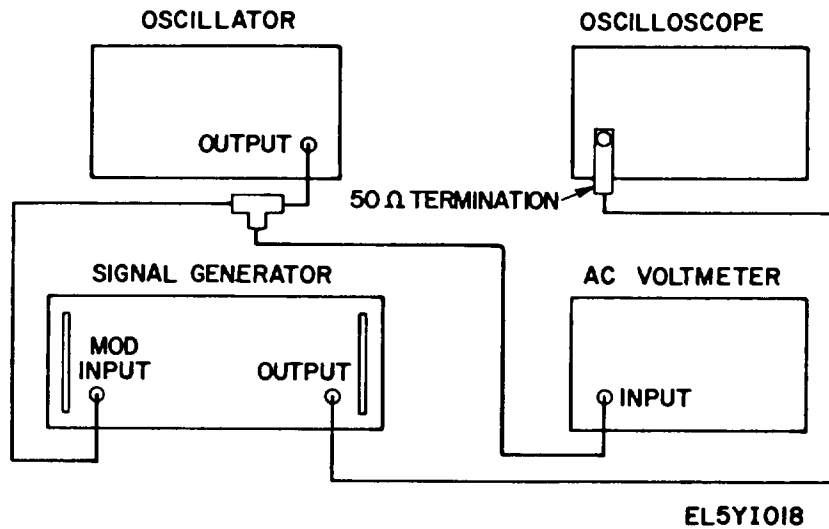 OSCILLATOR
OSCILLOSCOPE
OUTPUT
50 Ω TERMINATION
SIGNAL GENERATOR
AC VOLTMETER
MOD
INPUT
OUTPUT
INPUT
EL5YI018